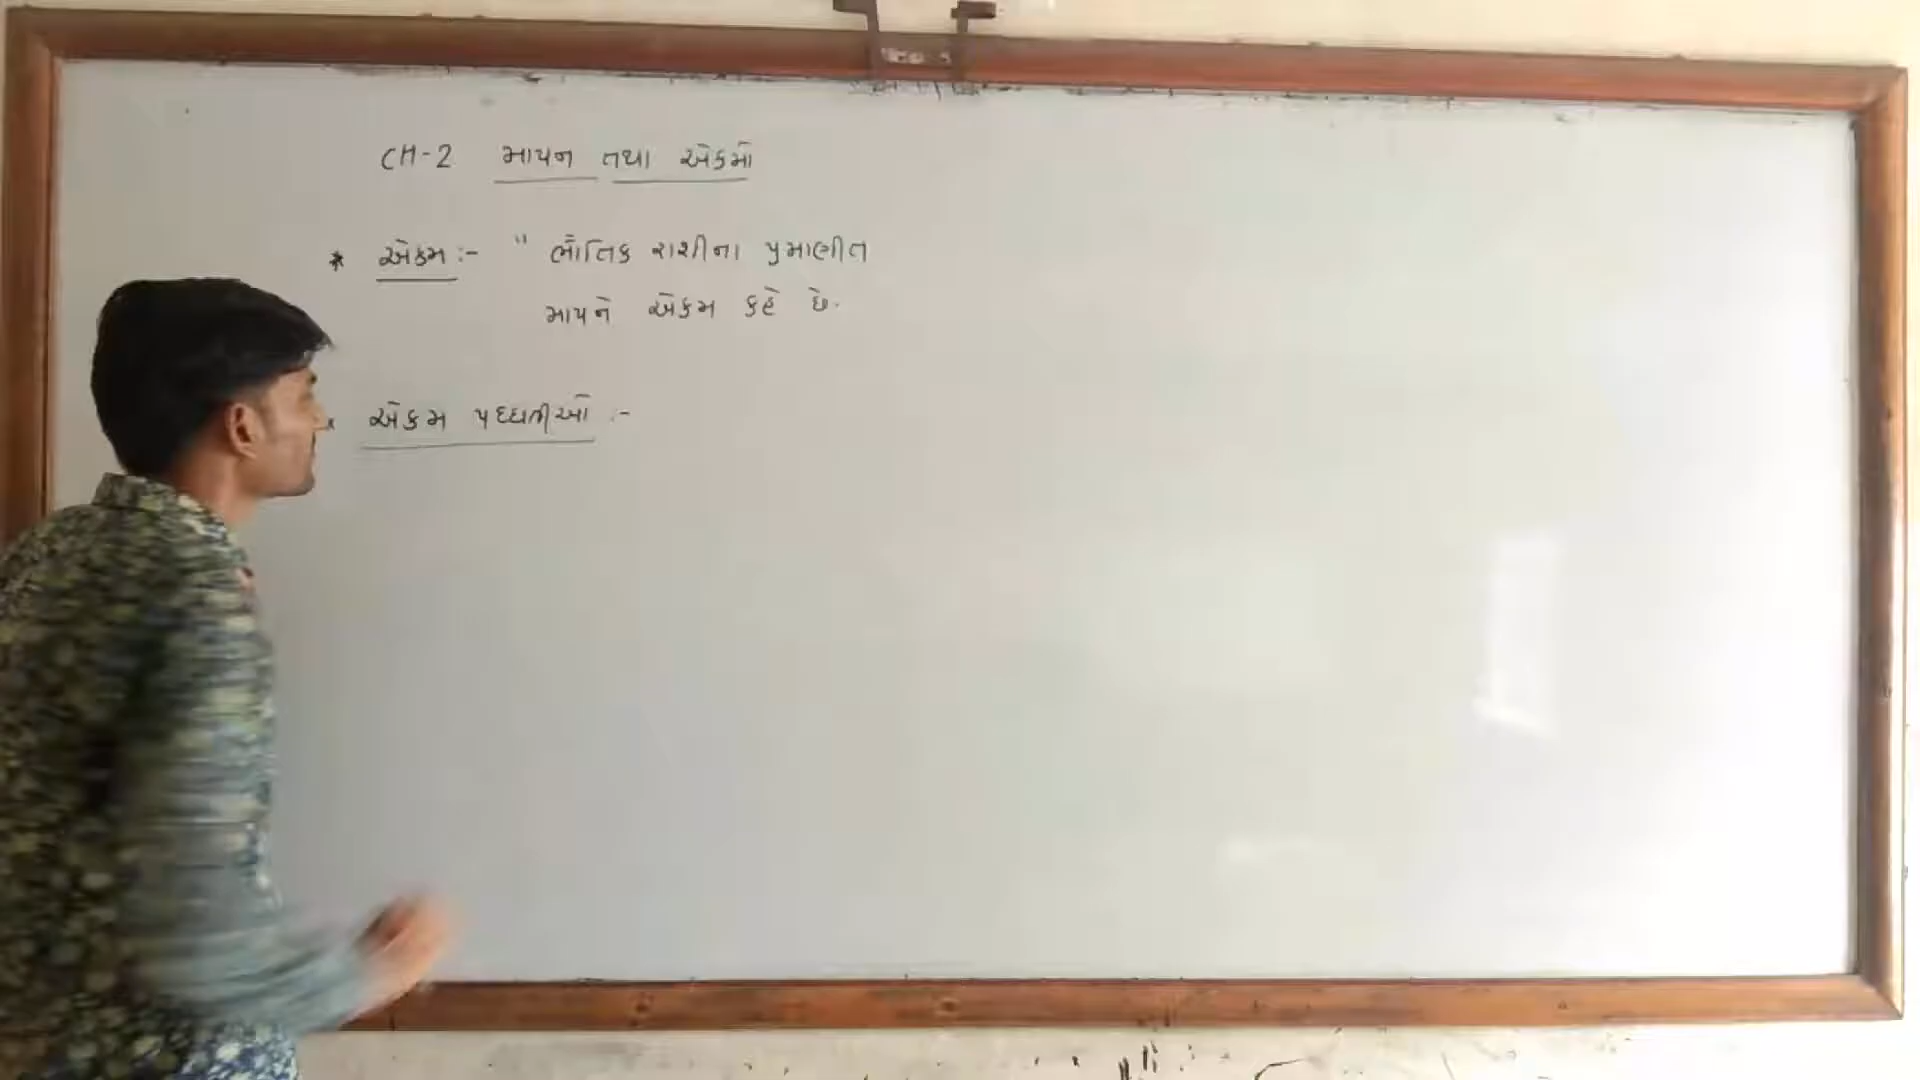 CH-2 માપન તથા એકમો
* એકમ :- " ભૌતિક રાશીના પ્રમાણીત
માપને એકમ કહે છે.
* એકમ પધ્ધતીઓ :-